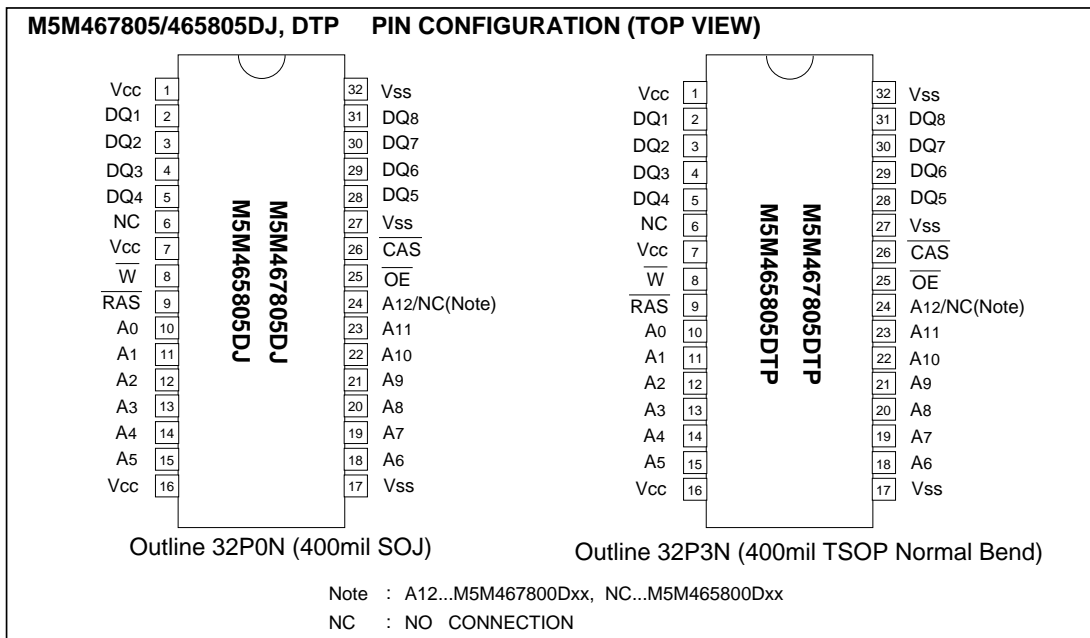 M5M467805/465805DJ, DTP PIN CONFIGURATION (TOP VIEW)
Vcc 1 32 Vss
DQ1 2 31 DQ8
DQ2 3 30 DQ7
DQ3 4 29 DQ6
DQ4 5 28 DQ5
NC 6 27 Vss
Vcc 7 26 CAS
W 8 25 OE
RAS 9 24 A12/NC(Note)
A0 10 23 A11
A1 11 22 A10
A2 12 21 A9
A3 13 20 A8
A4 14 19 A7
A5 15 18 A6
Vcc 16 17 Vss
M5M467805DJ
M5M465805DJ
Outline 32P0N (400mil SOJ)
Vcc 1 32 Vss
DQ1 2 31 DQ8
DQ2 3 30 DQ7
DQ3 4 29 DQ6
DQ4 5 28 DQ5
NC 6 27 Vss
Vcc 7 26 CAS
W 8 25 OE
RAS 9 24 A12/NC(Note)
A0 10 23 A11
A1 11 22 A10
A2 12 21 A9
A3 13 20 A8
A4 14 19 A7
A5 15 18 A6
Vcc 16 17 Vss
M5M467805DTP
M5M465805DTP
Outline 32P3N (400mil TSOP Normal Bend)
Note : A12...M5M467800Dxx, NC...M5M465800Dxx
NC : NO CONNECTION